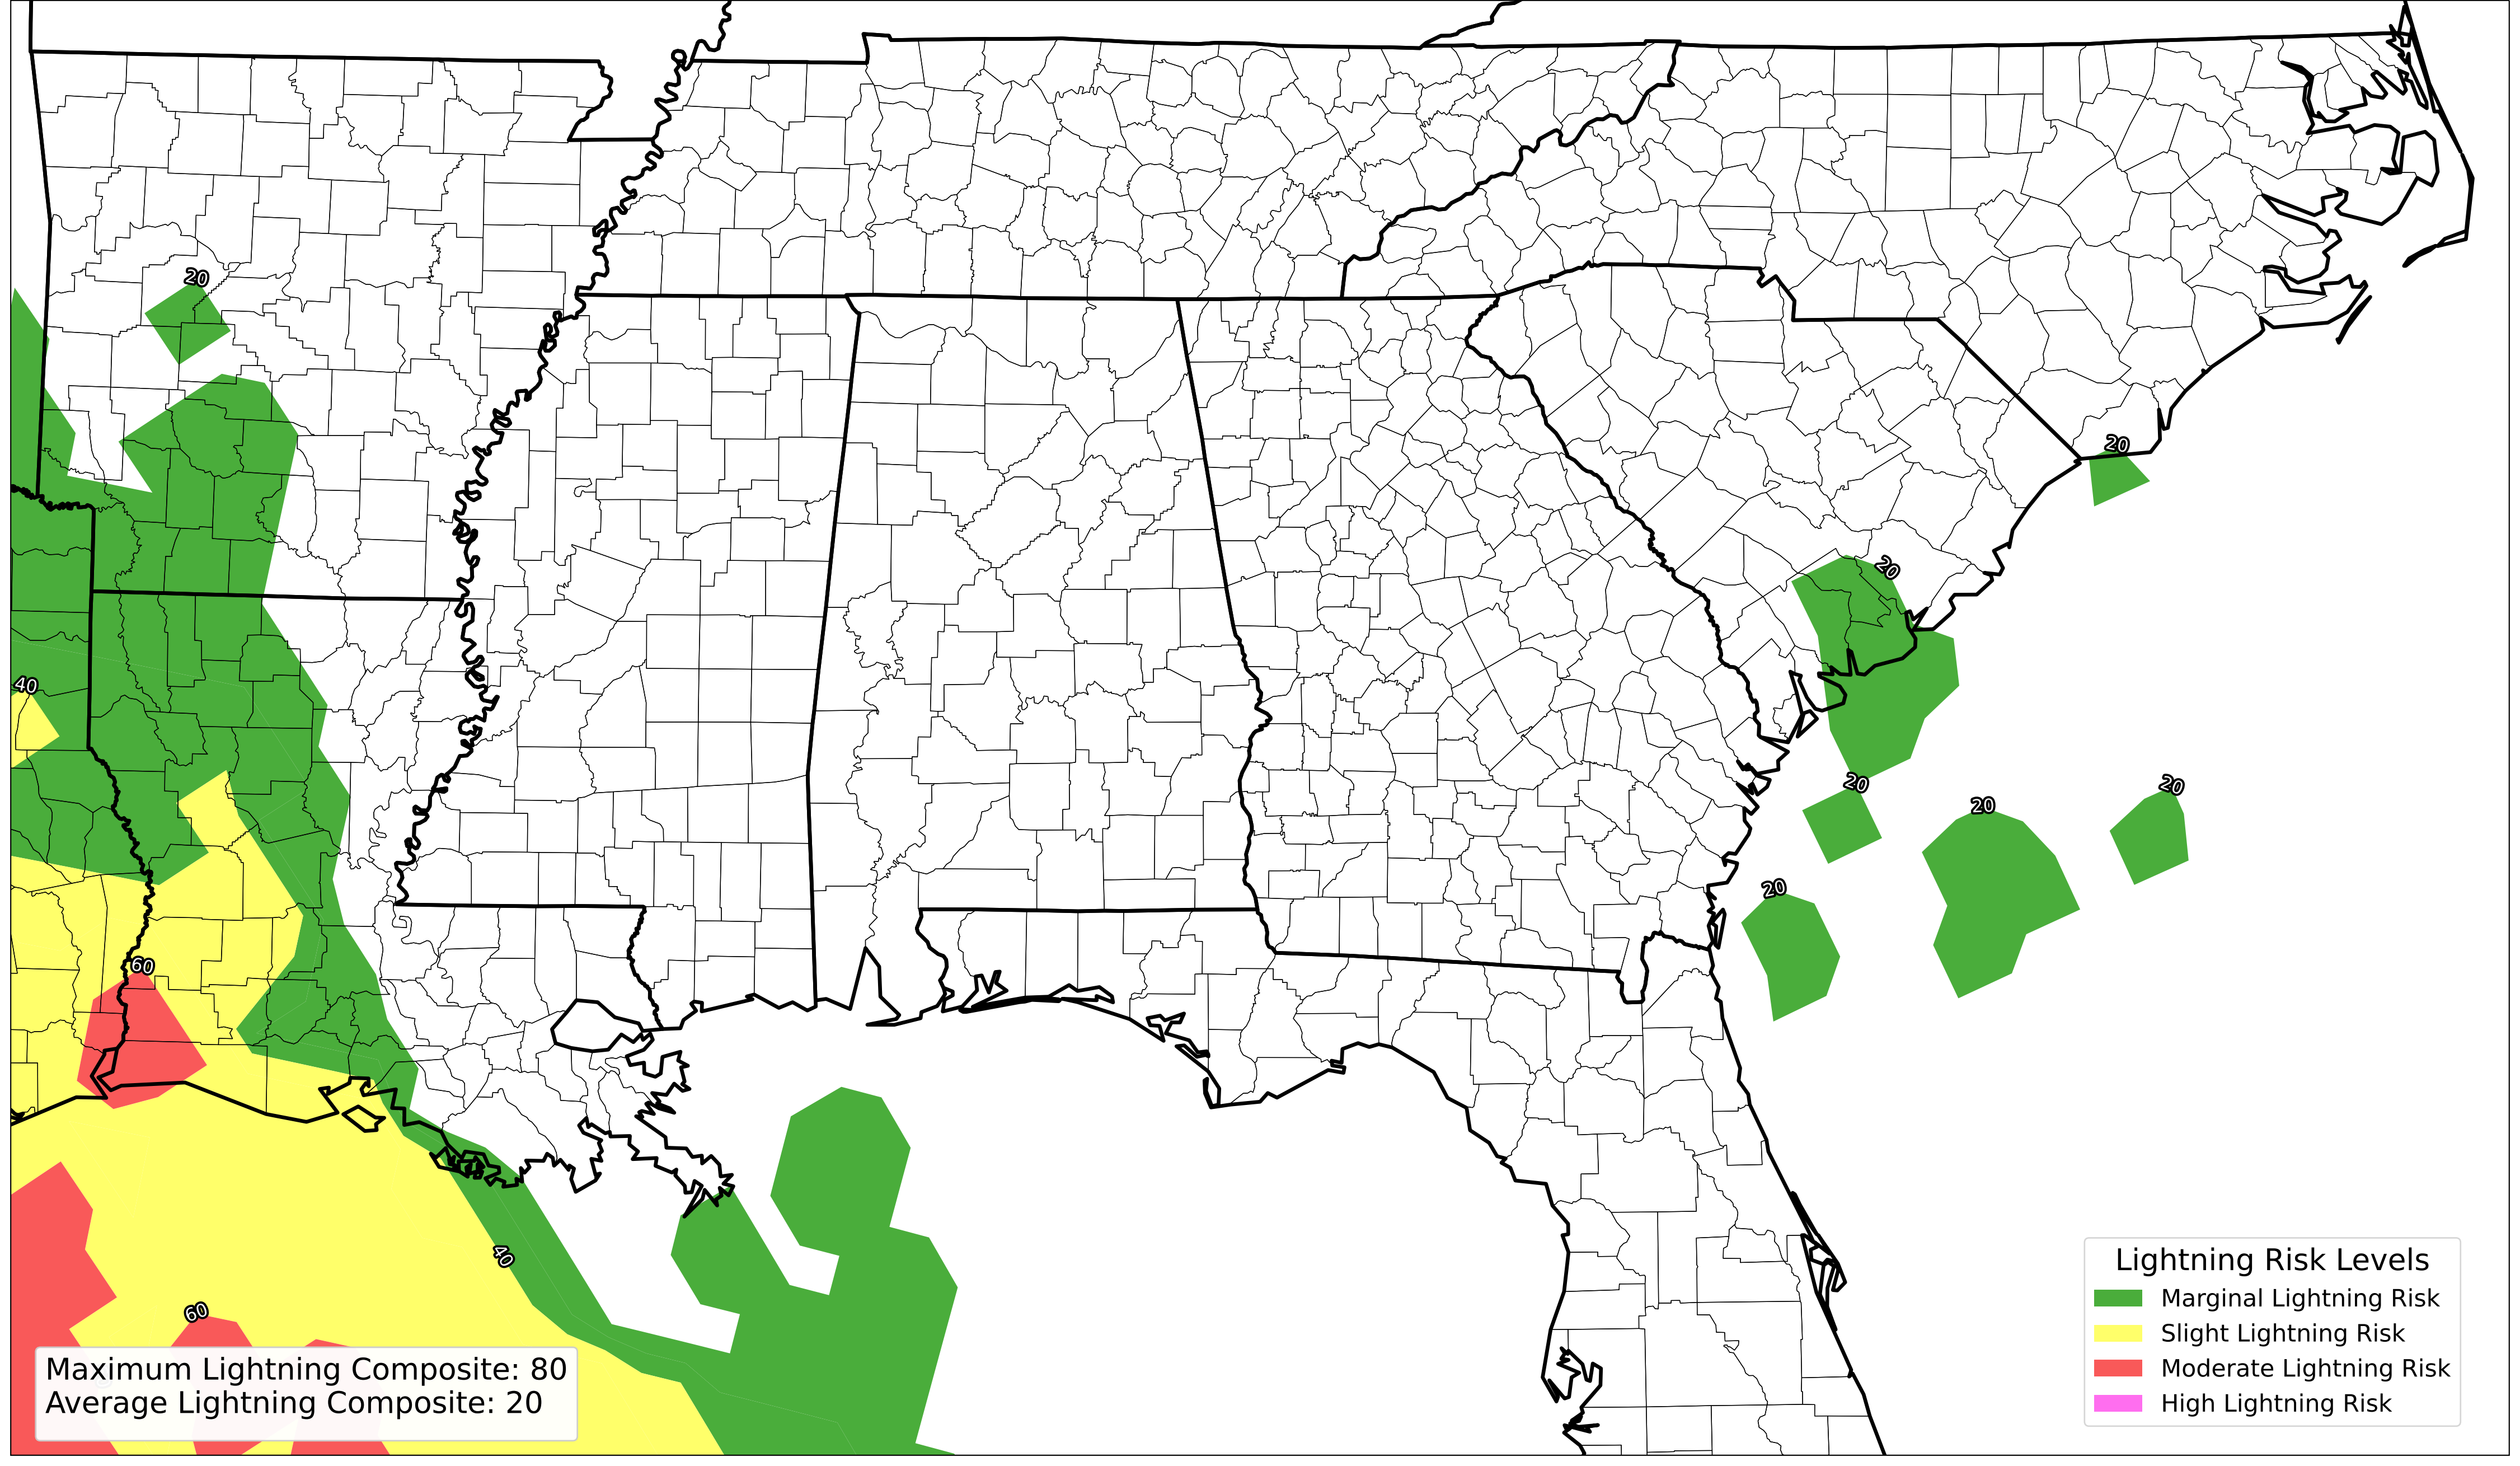 20
20
20
40
20
20
20
20
60
40
60
Maximum Lightning Composite: 80
Average Lightning Composite: 20
Lightning Risk Levels
Marginal Lightning Risk
Slight Lightning Risk
Moderate Lightning Risk
High Lightning Risk